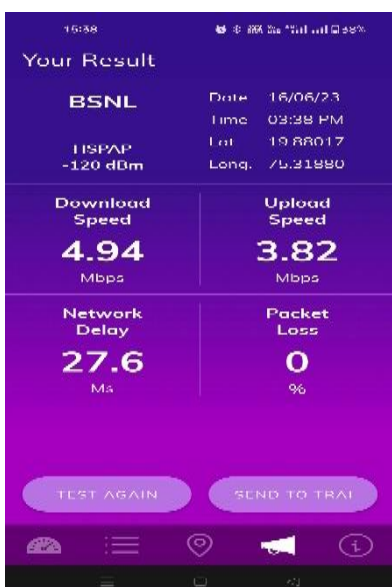 15:38
Your Result
BSNL
Date 16/06/23
Time 03:38 PM
HSPAP
Lat 19.88017
-120 dBm
Long. 75.31880
Download Speed
4.94
Mbps
Upload Speed
3.82
Mbps
Network Delay
27.6
Ms
Packet Loss
0
%
TEST AGAIN
SEND TO TRAI